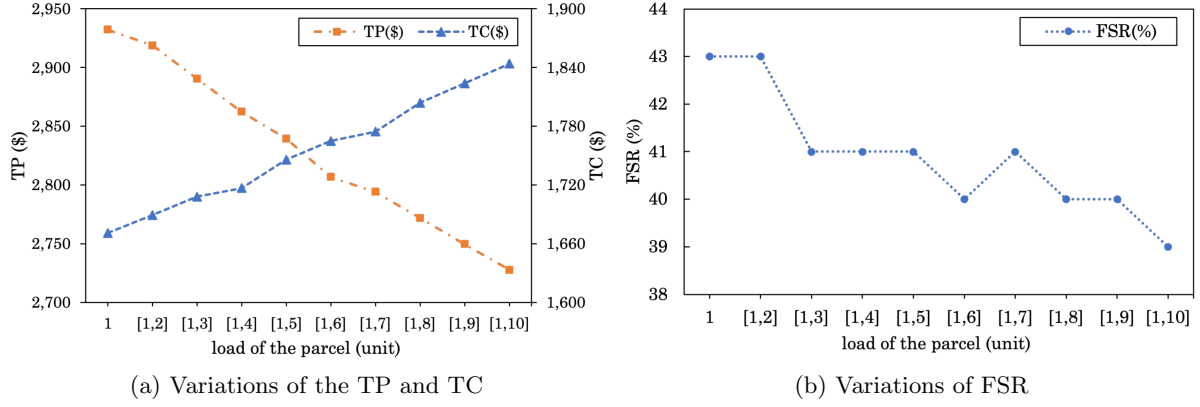 2,950
2,900
2,850
2,800
2,750
2,700
TP ($)
TP($)
TC($)
1,900
1,840
1,780
1,720
1,660
1,600
TC ($)
1 [1,2] [1,3] [1,4] [1,5] [1,6] [1,7] [1,8] [1,9] [1,10]
load of the parcel (unit)
(a) Variations of the TP and TC
44
43
42
41
40
39
38
FSR (%)
FSR(%)
1 [1,2] [1,3] [1,4] [1,5] [1,6] [1,7] [1,8] [1,9] [1,10]
load of the parcel (unit)
(b) Variations of FSR